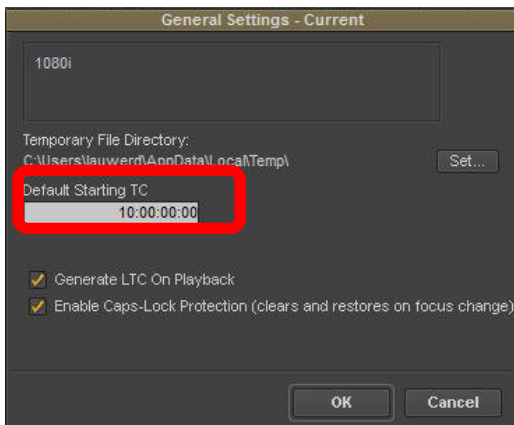 General Settings - Current
1080i
Temporary File Directory:
C:\Users\lauwerd\AppData\Local\Temp\
Set...
Default Starting TC
10:00:00:00
Generate LTC On Playback
Enable Caps-Lock Protection (clears and restores on focus change)
OK
Cancel